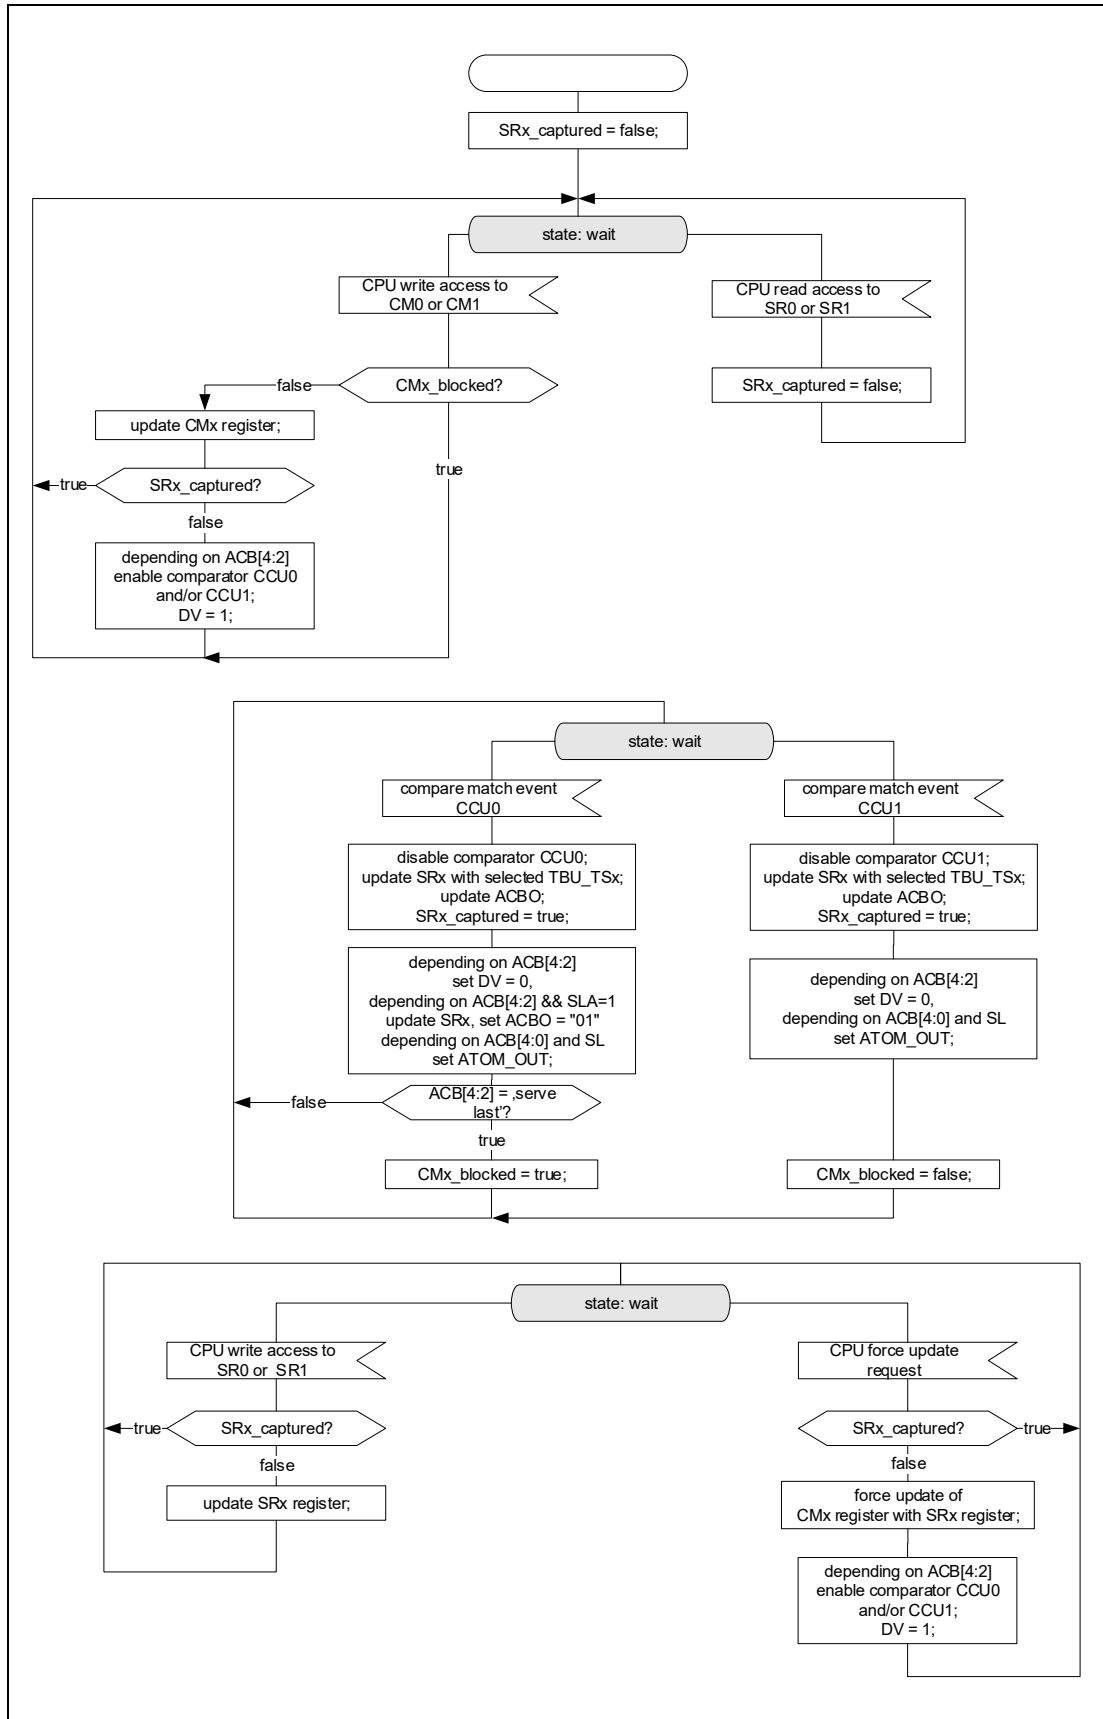 SRx_captured = false;
state: wait
CPU write access to
CM0 or CM1
CPU read access to
SR0 or SR1
false
CMx_blocked?
SRx_captured = false;
update CMx register;
true
true
SRx_captured?
false
depending on ACB[4:2]
enable comparator CCU0
and/or CCU1;
DV = 1;
state: wait
compare match event
CCU0
compare match event
CCU1
disable comparator CCU0;
update SRx with selected TBU_TSx;
update ACBO;
SRx_captured = true;
disable comparator CCU1;
update SRx with selected TBU_TSx;
update ACBO;
SRx_captured = true;
depending on ACB[4:2]
set DV = 0,
depending on ACB[4:2] && SLA=1
update SRx, set ACBO = "01"
depending on ACB[4:0] and SL
set ATOM_OUT;
depending on ACB[4:2]
set DV = 0,
depending on ACB[4:0] and SL
set ATOM_OUT;
false
ACB[4:2] = ‚serve
last’?
true
CMx_blocked = true;
CMx_blocked = false;
state: wait
CPU write access to
SR0 or SR1
CPU force update
request
true
SRx_captured?
SRx_captured?
true
false
false
update SRx register;
force update of
CMx register with SRx register;
depending on ACB[4:2]
enable comparator CCU0
and/or CCU1;
DV = 1;